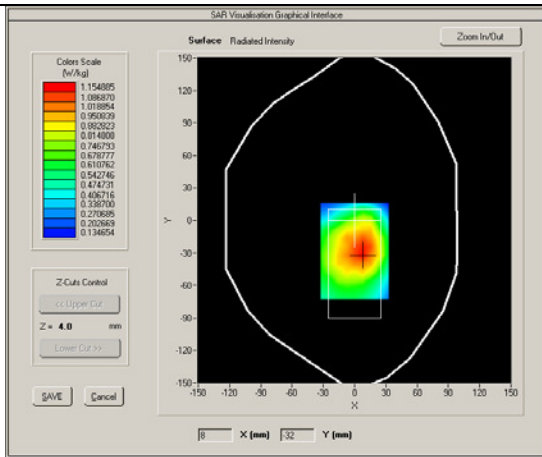 SAR Visualisation Graphical Interface
Surface Radiated Intensity
Zoom In/Out
Colors Scale
(W/kg)
1.154885
1.086870
1.018854
0.950839
0.882823
0.814808
0.746793
0.678777
0.610762
0.542746
0.474731
0.406716
0.338700
0.270685
0.202669
0.134654
Z-Cuts Control
<< Upper Cut
Z = 4.0 mm
Lower Cut >>
SAVE Cancel
150
120
90
60
30
0
-30
-60
-90
-120
-150
Y
-150 -120 -90 -60 -30 0 30 60 90 120 150
X
8 X (mm) -32 Y (mm)